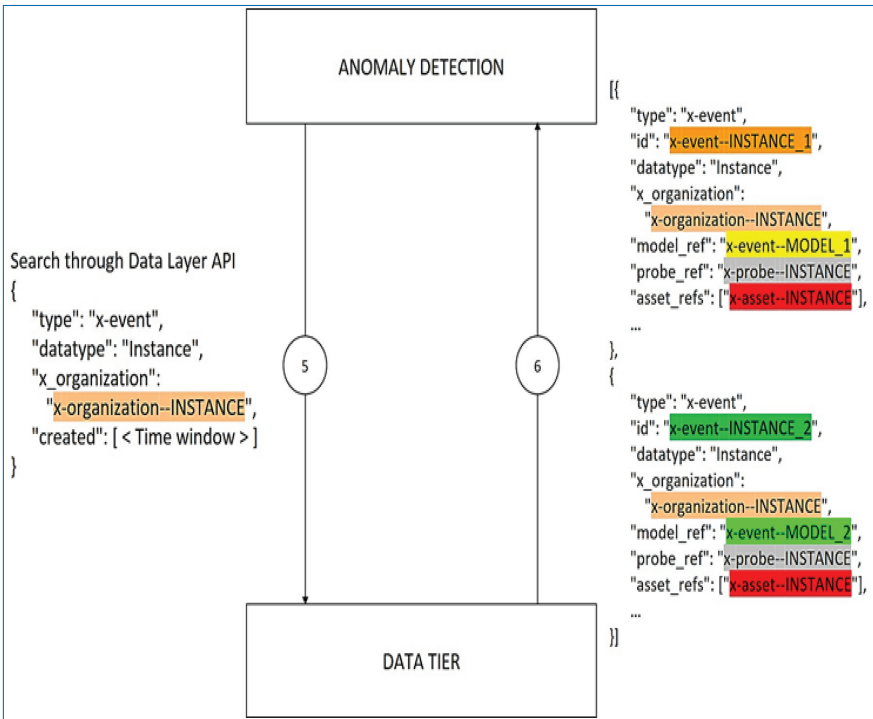 ANOMALY DETECTION
Search through Data Layer API
{
"type": "x-event",
"datatype": "Instance",
"x_organization":
"x-organization--INSTANCE",
"created": [ < Time window > ]
}
5
6
[{
"type": "x-event",
"id": "x-event--INSTANCE_1",
"datatype": "Instance",
"x_organization":
"x-organization--INSTANCE",
"model_ref": "x-event--MODEL_1",
"probe_ref": "x-probe--INSTANCE",
"asset_refs": ["x-asset--INSTANCE"],
...
},
{
"type": "x-event",
"id": "x-event--INSTANCE_2",
"datatype": "Instance",
"x_organization":
"x-organization--INSTANCE",
"model_ref": "x-event--MODEL_2",
"probe_ref": "x-probe--INSTANCE",
"asset_refs": ["x-asset--INSTANCE"],
...
}]
DATA TIER